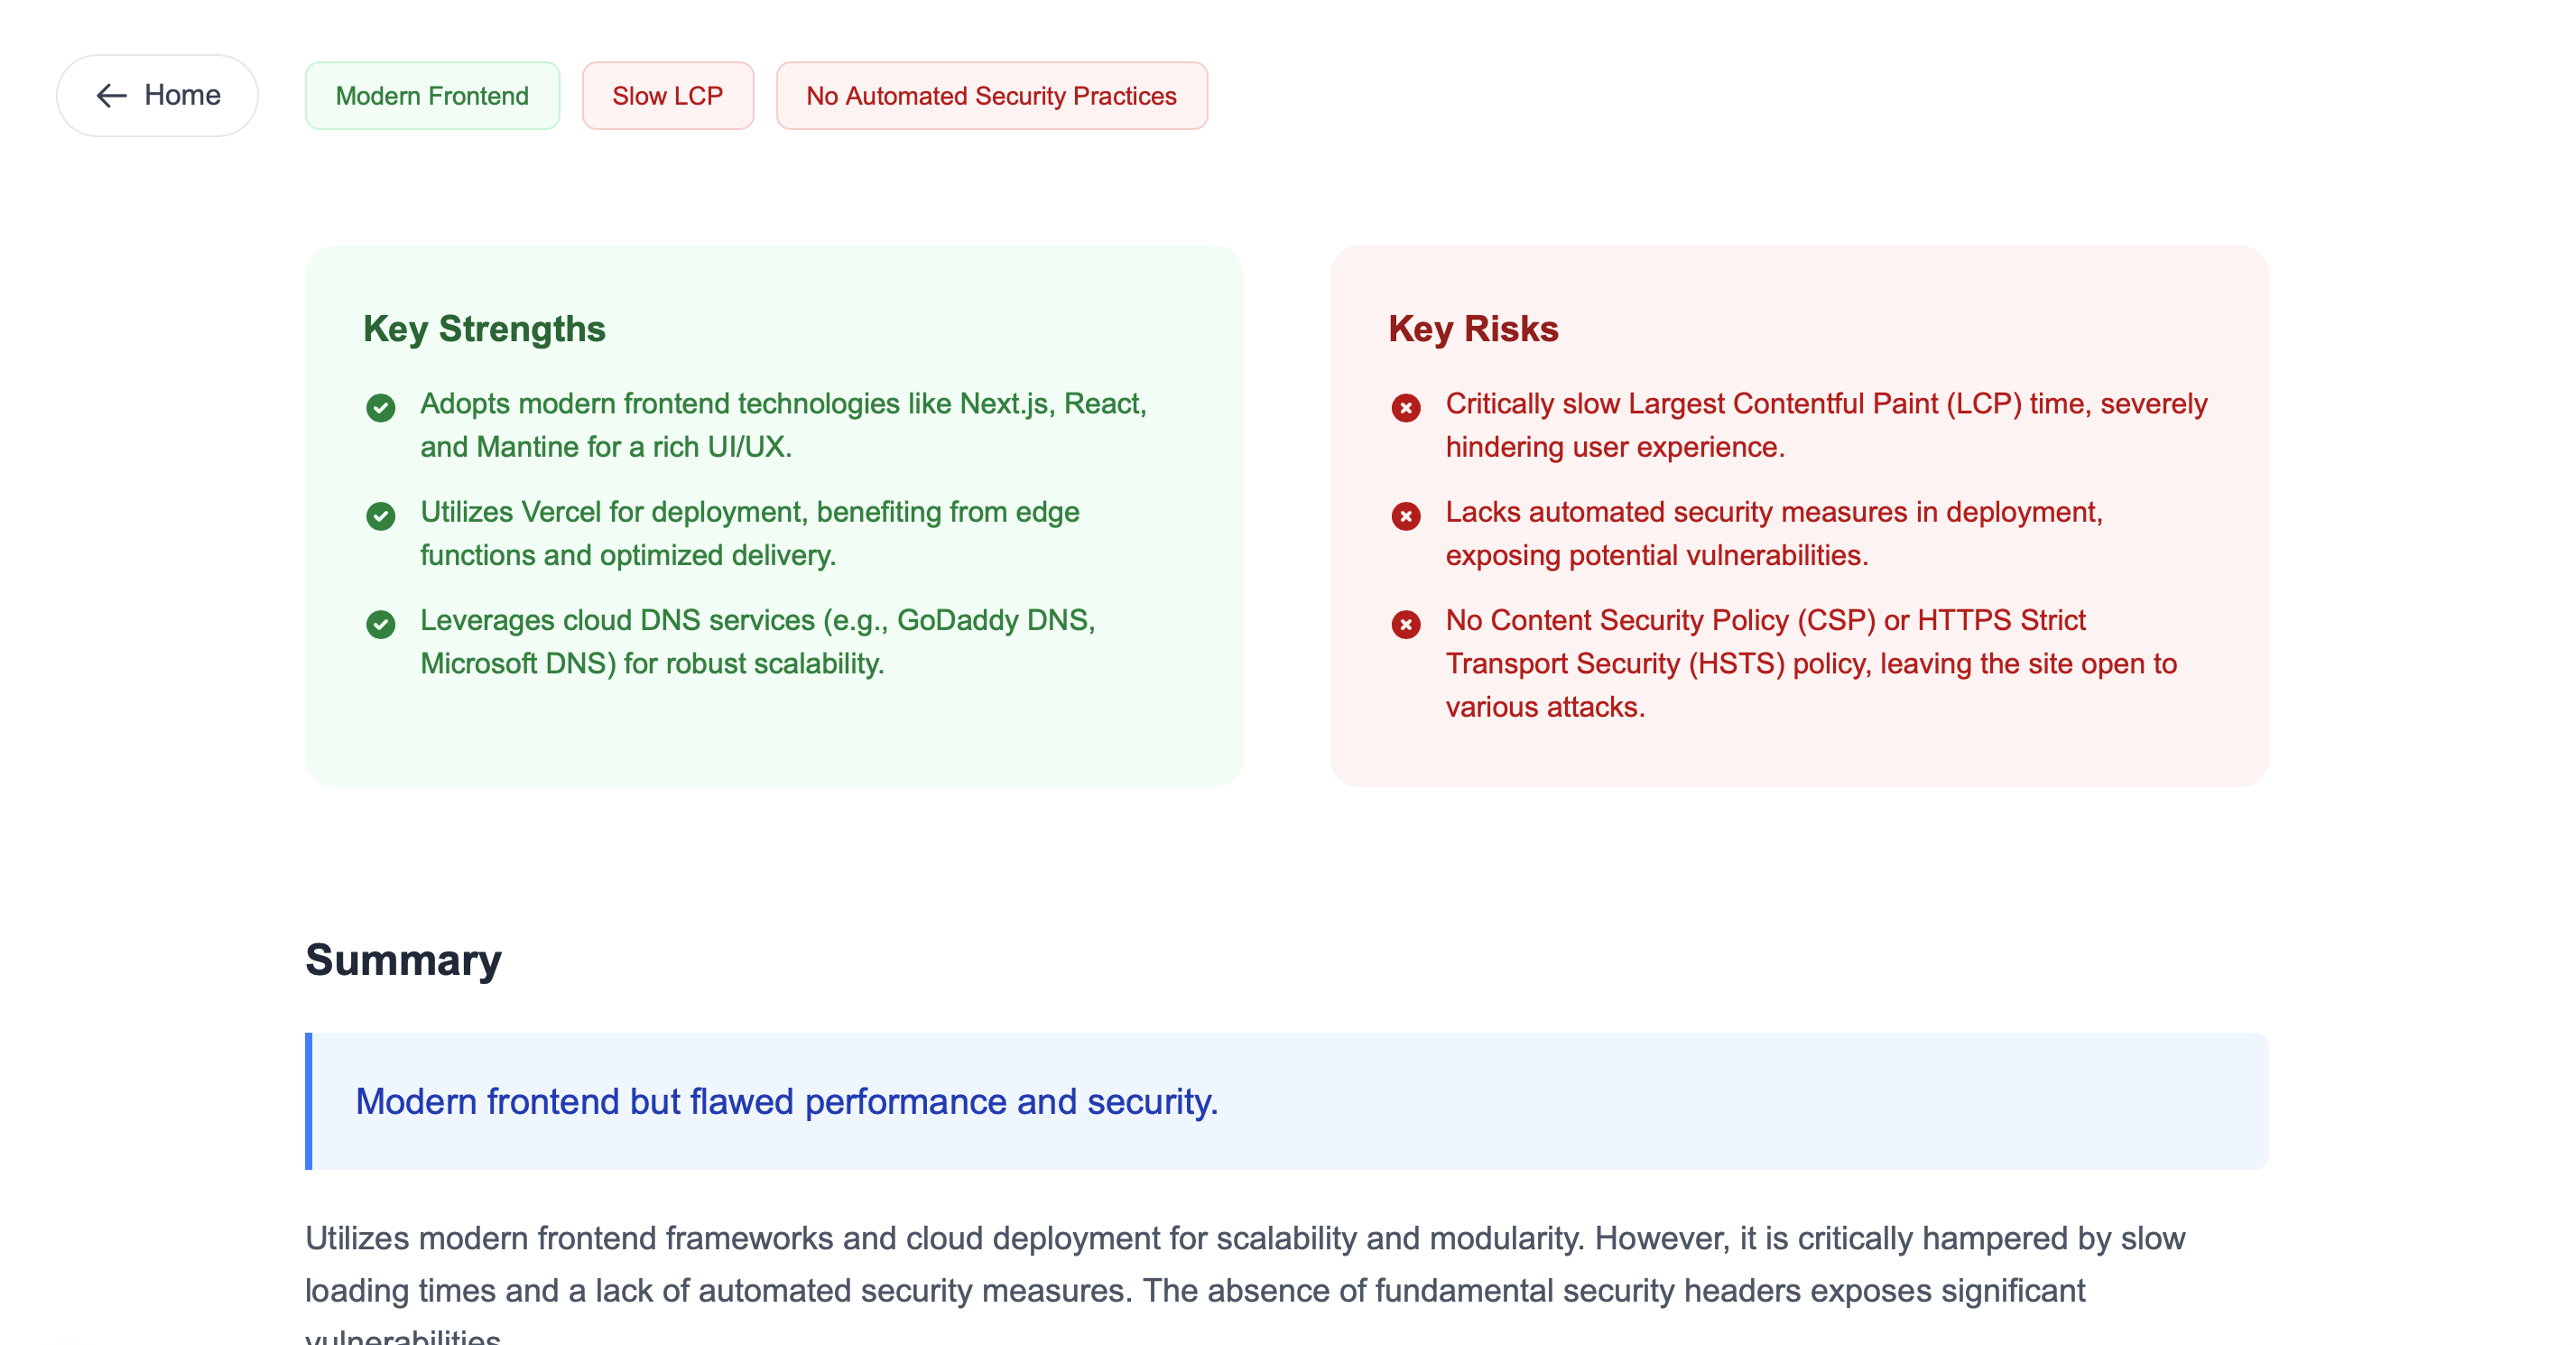 Home
Modern Frontend
Slow LCP
No Automated Security Practices
Key Strengths
Adopts modern frontend technologies like Next.js, React,
and Mantine for a rich UI/UX.
Utilizes Vercel for deployment, benefiting from edge
functions and optimized delivery.
Leverages cloud DNS services (e.g., GoDaddy DNS,
Microsoft DNS) for robust scalability.
Key Risks
Critically slow Largest Contentful Paint (LCP) time, severely
hindering user experience.
Lacks automated security measures in deployment,
exposing potential vulnerabilities.
No Content Security Policy (CSP) or HTTPS Strict
Transport Security (HSTS) policy, leaving the site open to
various attacks.
Summary
Modern frontend but flawed performance and security.
Utilizes modern frontend frameworks and cloud deployment for scalability and modularity. However, it is critically hampered by slow
loading times and a lack of automated security measures. The absence of fundamental security headers exposes significant
vulnerabilities.